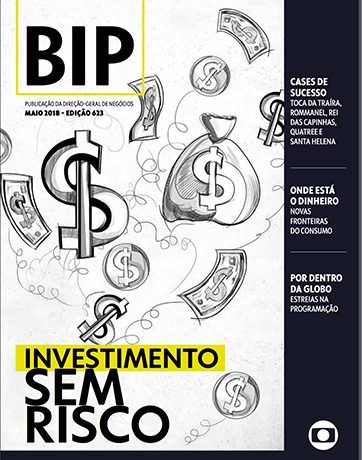 BIP
PUBLICAÇÃO DA DIREÇÃO-GERAL DE NEGÓCIOS
MAIO 2018 - EDIÇÃO 623
CASES DE
SUCESSO
TOCA DA TRAÍRA,
ROMMANEL, REI
DAS CAPINHAS,
QUATREE E
SANTA HELENA
ONDE ESTÁ
O DINHEIRO
NOVAS
FRONTEIRAS
DO CONSUMO
POR DENTRO
DA GLOBO
ESTREIAS NA
PROGRAMAÇÃO
INVESTIMENTO
SEM
RISCO